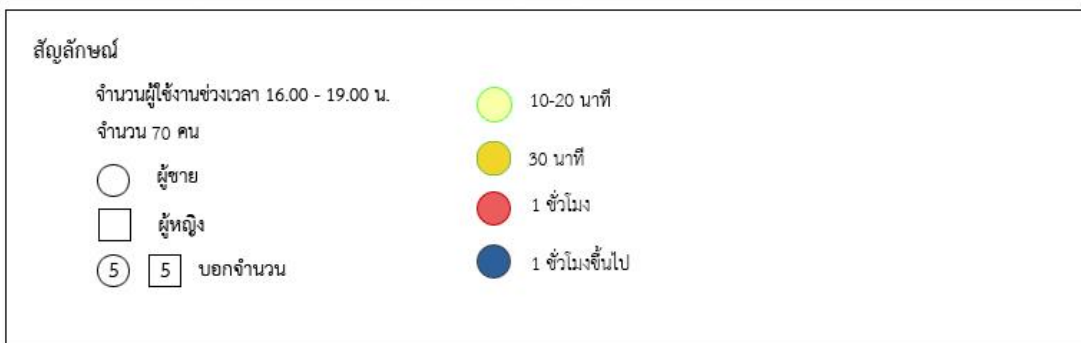 สัญลักษณ์
จำนวนผู้ใช้งานช่วงเวลา 16.00 - 19.00 น.
จำนวน 70 คน
ผู้ชาย
ผู้หญิง
5 5 บอกจำนวน
10-20 นาที
30 นาที
1 ชั่วโมง
1 ชั่วโมงขึ้นไป